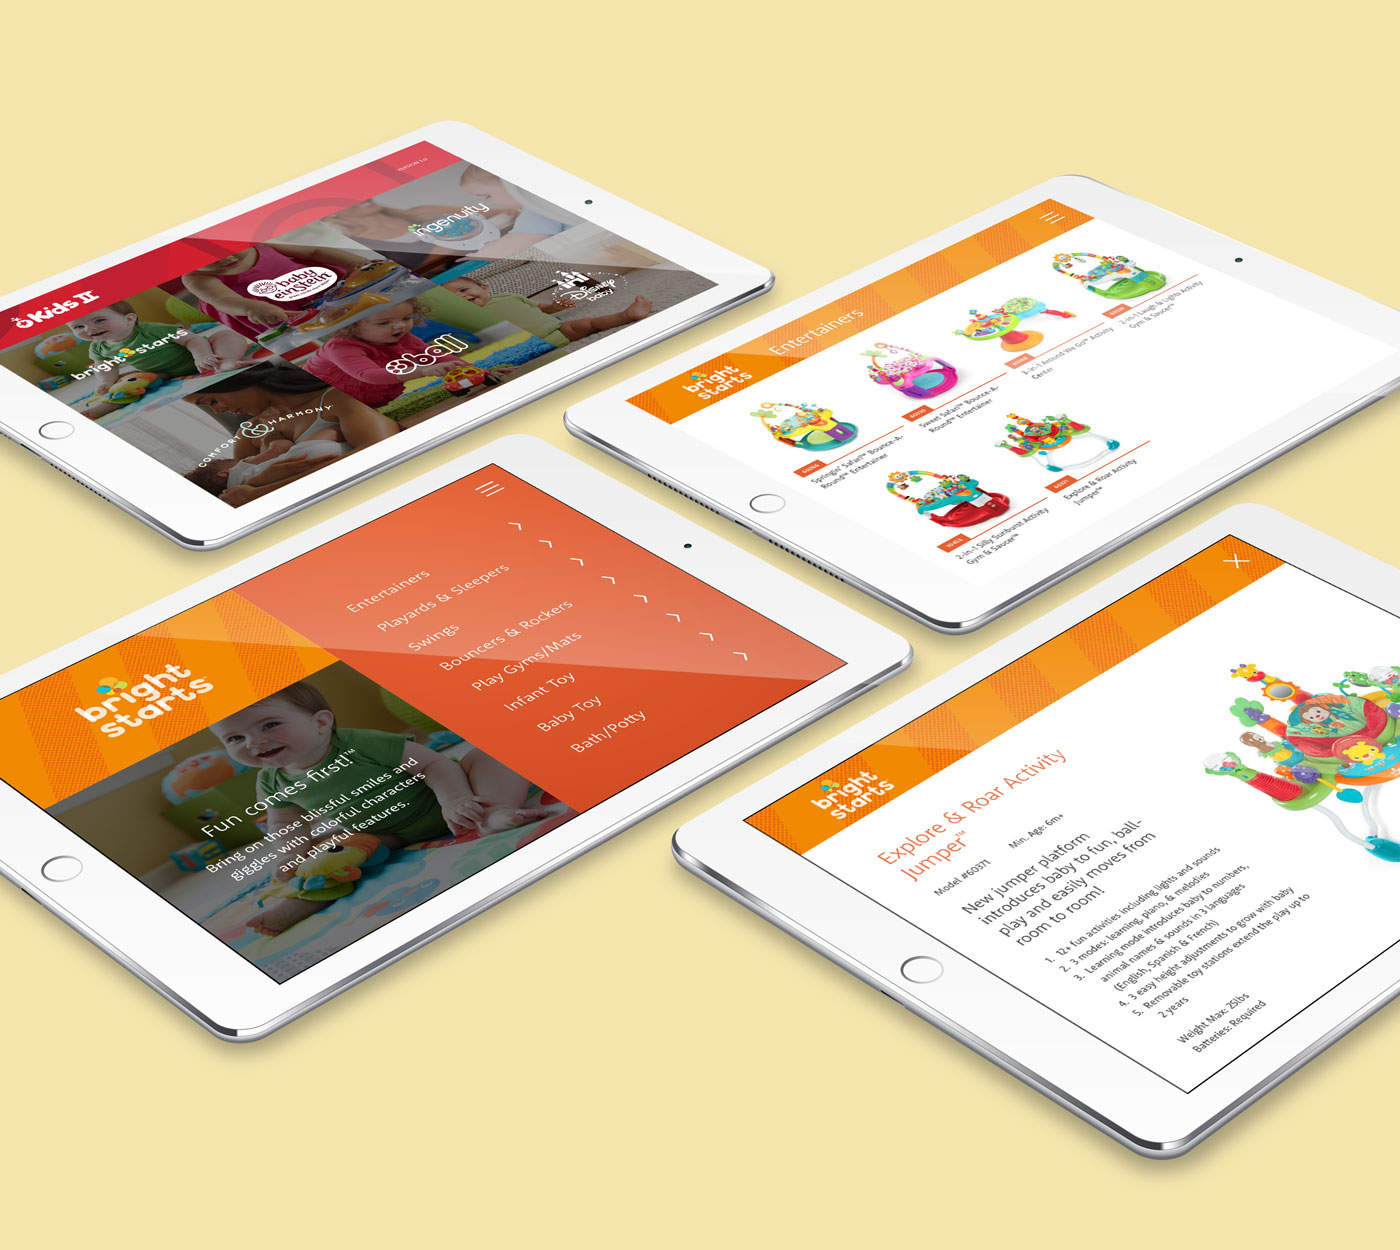 Kids II
ingenuity
baby
einstein
Disney
baby
bright starts
8ball
COMFORT & HARMONY
bright
starts
Entertainers
Springin' Safari™ Bounce-A-
Round™ Entertainer
Sweet Safari™ Bounce-A-
Round™ Entertainer
3-in-1 Around We Go™ Activity
Center
2-in-1 Laugh & Lights Activity
Gym & Saucer™
2-in-1 Silly Sunburst Activity
Gym & Saucer™
60371
Explore & Roar Activity
Jumper™
bright
starts
Fun comes first!™
Bring on those blissful smiles and
giggles with colorful characters
and playful features.
Entertainers
Playards & Sleepers
Swings
Bouncers & Rockers
Play Gyms/Mats
Infant Toy
Baby Toy
Bath/Potty
bright
starts
Explore & Roar Activity
Jumper™
Model #60371
Min. Age: 6m+
New jumper platform
introduces baby to fun, ball-
play and easily moves from
room to room!
1. 12+ fun activities including lights and sounds
2. 3 modes: learning, piano, & melodies
3. Learning mode introduces baby to numbers,
animal names & sounds in 3 languages
(English, Spanish & French)
4. 3 easy height adjustments to grow with baby
5. Removable toy stations extend the play up to
2 years
Weight Max: 25lbs
Batteries: Required